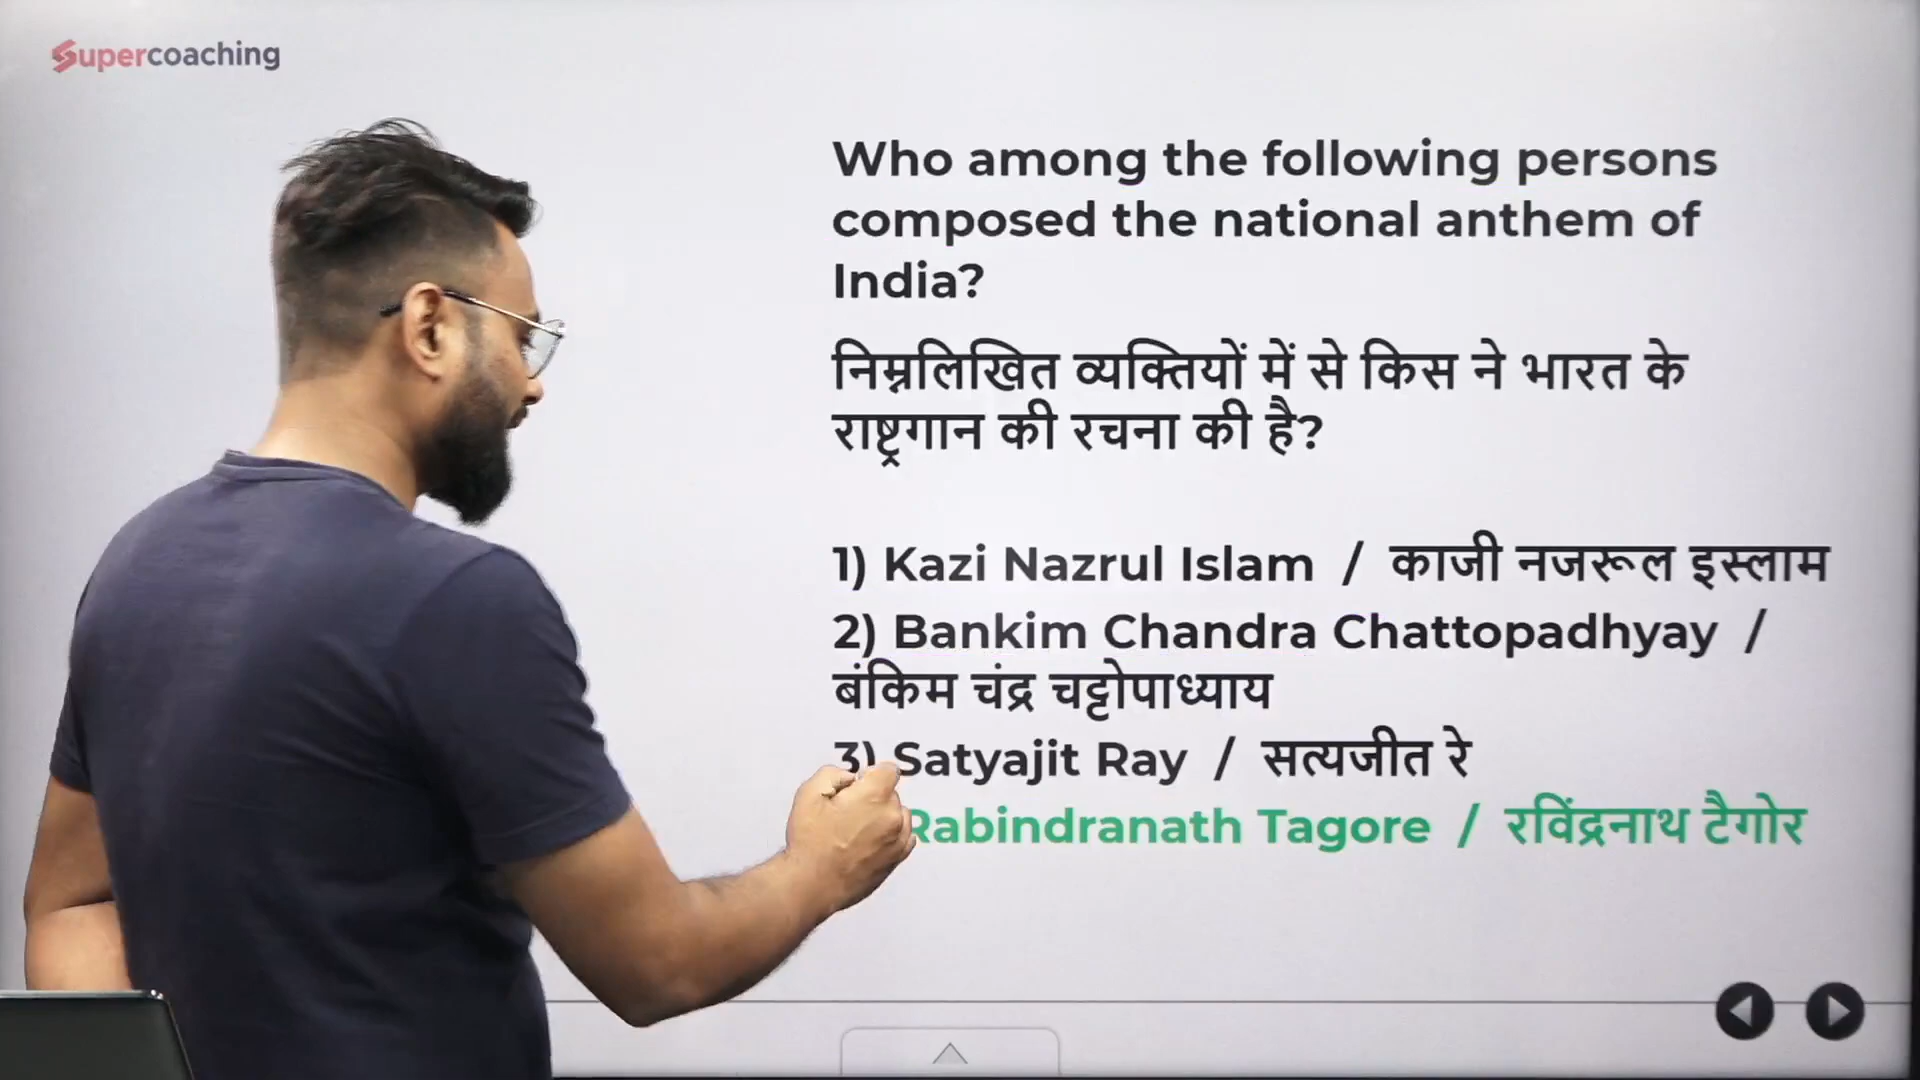 Supercoaching
Who among the following persons
composed the national anthem of
India?
निम्नलिखित व्यक्तियों में से किस ने भारत के
राष्ट्रगान की रचना की है?
1) Kazi Nazrul Islam / काजी नजरूल इस्लाम
2) Bankim Chandra Chattopadhyay /
बंकिम चंद्र चट्टोपाध्याय
3) Satyajit Ray / सत्यजीत रे
Rabindranath Tagore / रविंद्रनाथ टैगोर